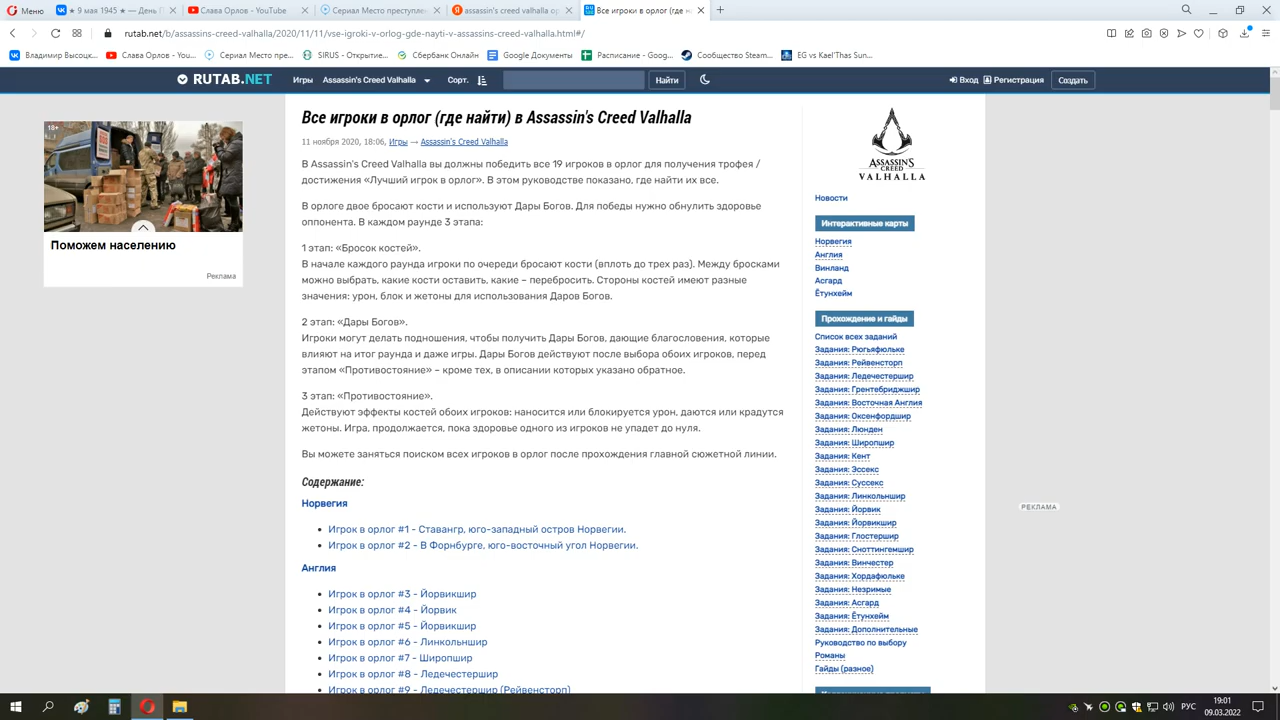 Меню
★ 9 мая 1945 ★ — День П
Слава Орлов - YouTube
Сериал Место преступлен
assassin's creed valhalla ор
Все игроки в орлог (где н
rutab.net/b/assassins-creed-valhalla/2020/11/11/vse-igroki-v-orlog-gde-nayti-v-assassins-creed-valhalla.html#/
Владимир Высоцк...
Слава Орлов - You...
Сериал Место пре...
SIRUS - Открытие...
Сбербанк Онлайн
Google Документы
Расписание - Goog...
Сообщество Steam...
EG vs Kael'Thas Sun...
RUTAB.NET
Игры
Assassin's Creed Valhalla
Сорт.
Найти
Вход
Регистрация
Создать
18+
Поможем населению
Реклама
Все игроки в орлог (где найти) в Assassin's Creed Valhalla
11 ноября 2020, 18:06, Игры → Assassin's Creed Valhalla
В Assassin's Creed Valhalla вы должны победить все 19 игроков в орлог для получения трофея /
достижения «Лучший игрок в орлог». В этом руководстве показано, где найти их все.
В орлоге двое бросают кости и используют Дары Богов. Для победы нужно обнулить здоровье
оппонента. В каждом раунде 3 этапа:
1 этап: «Бросок костей».
В начале каждого раунда игроки по очереди бросают кости (вплоть до трех раз). Между бросками
можно выбрать, какие кости оставить, какие – перебросить. Стороны костей имеют разные
значения: урон, блок и жетоны для использования Даров Богов.
2 этап: «Дары Богов».
Игроки могут делать подношения, чтобы получить Дары Богов, дающие благословения, которые
влияют на итог раунда и даже игры. Дары Богов действуют после выбора обоих игроков, перед
этапом «Противостояние» – кроме тех, в описании которых указано обратное.
3 этап: «Противостояние».
Действуют эффекты костей обоих игроков: наносится или блокируется урон, даются или крадутся
жетоны. Игра, продолжается, пока здоровье одного из игроков не упадет до нуля.
Вы можете заняться поиском всех игроков в орлог после прохождения главной сюжетной линии.
Содержание:
Норвегия
Игрок в орлог #1 - Ставангр, юго-западный остров Норвегии.
Игрок в орлог #2 - В Форнбурге, юго-восточный угол Норвегии.
Англия
Игрок в орлог #3 - Йорвикшир
Игрок в орлог #4 - Йорвик
Игрок в орлог #5 - Йорвикшир
Игрок в орлог #6 - Линкольншир
Игрок в орлог #7 - Широпшир
Игрок в орлог #8 - Ледечестершир
Игрок в орлог #9 - Ледечестершир (Рейвенсторп)
ASSASSIN'S
CREED
VALHALLA
Новости
Интерактивные карты
Норвегия
Англия
Винланд
Асгард
Ётунхейм
Прохождение и гайды
Список всех заданий
Задания: Рюгьяфюльке
Задания: Рейвенсторп
Задания: Ледечестершир
Задания: Грентебриджшир
Задания: Восточная Англия
Задания: Оксенфордшир
Задания: Люнден
Задания: Широпшир
Задания: Кент
Задания: Эссекс
Задания: Суссекс
Задания: Линкольншир
Задания: Йорвик
Задания: Йорвикшир
Задания: Глостершир
Задания: Сноттингемшир
Задания: Винчестер
Задания: Хордафюльке
Задания: Незримые
Задания: Асгард
Задания: Ётунхейм
Задания: Дополнительные
Руководство по выбору
Романы
Гайды (разное)
РЕКЛАМА
РУС
19:01
09.03.2022